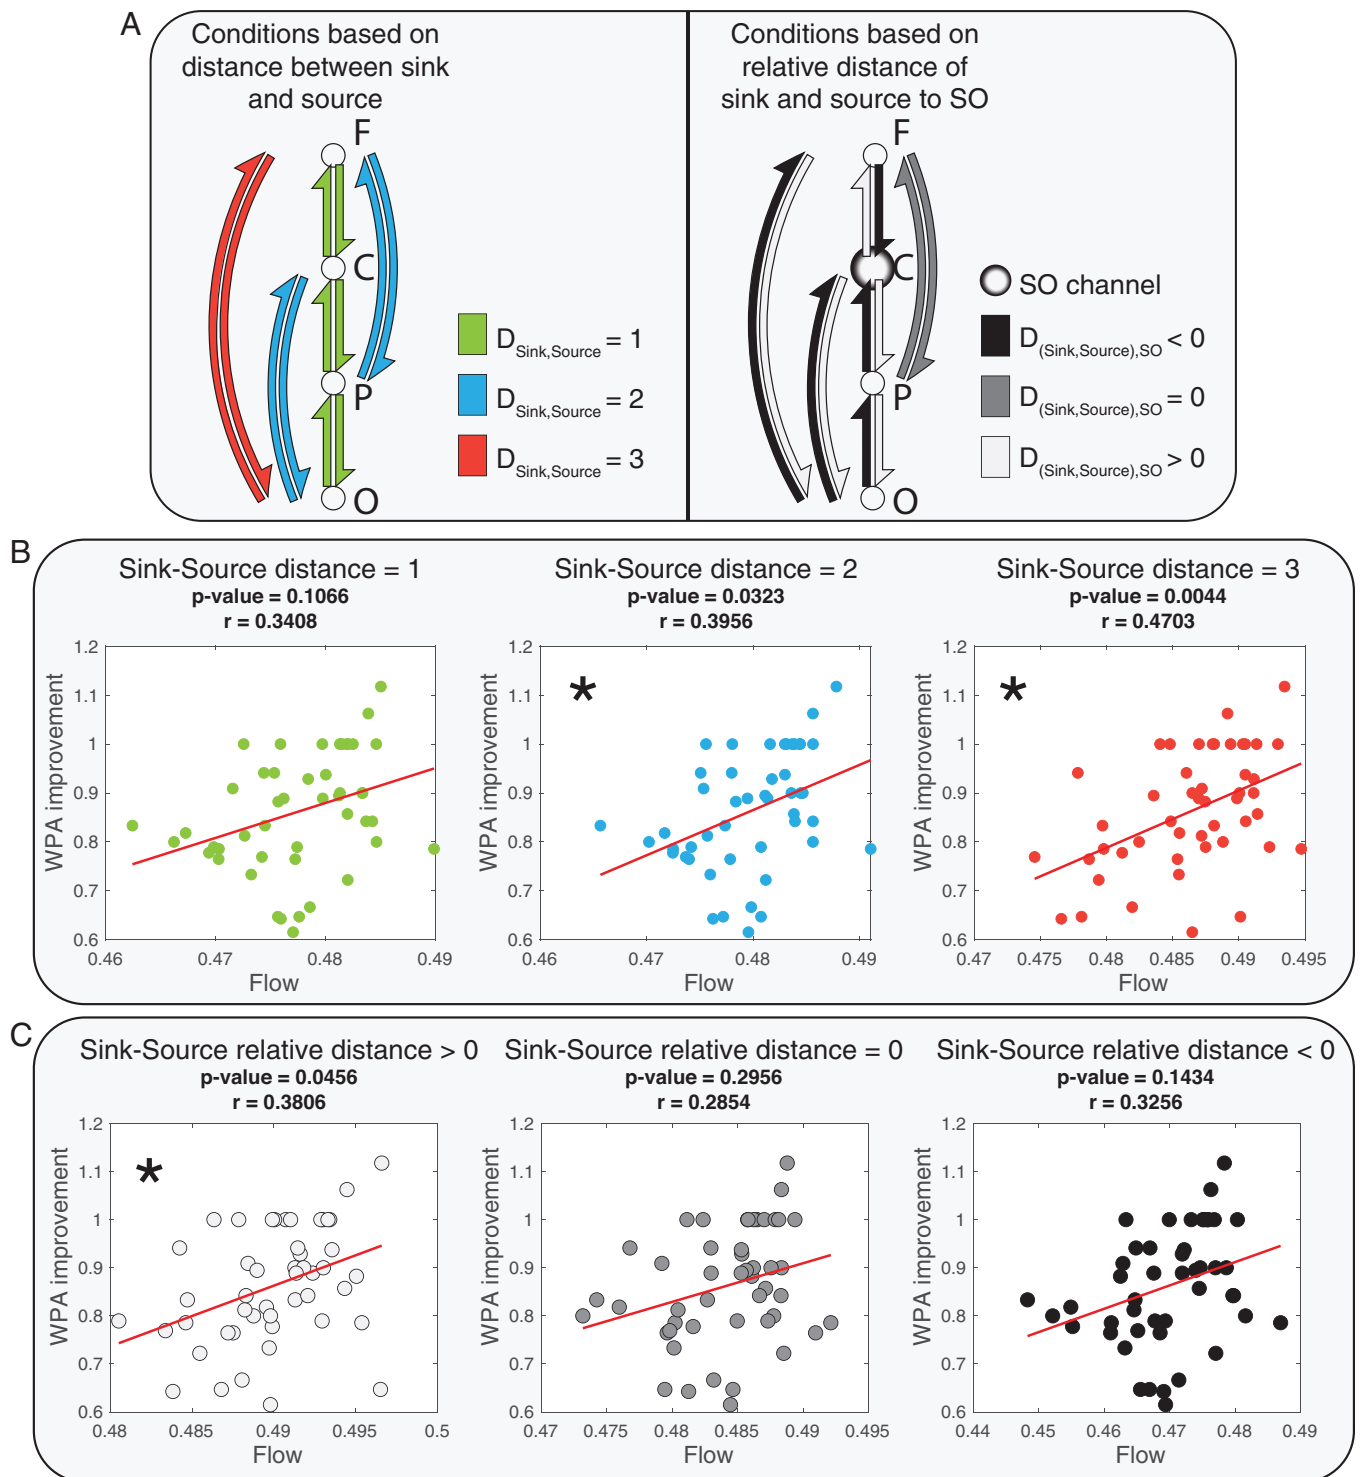 A
Conditions based on
distance between sink
and source
F
C
P
O
D Sink,Source = 1
D Sink,Source = 2
D Sink,Source = 3
Conditions based on
relative distance of
sink and source to SO
F
C
P
O
SO channel
D (Sink,Source),SO < 0
D (Sink,Source),SO = 0
D (Sink,Source),SO > 0
B
Sink-Source distance = 1
p-value = 0.1066
r = 0.3408
WPA improvement
1.2
1.1
1
0.9
0.8
0.7
0.6
0.46 0.47 0.48 0.49
Flow
Sink-Source distance = 2
p-value = 0.0323
r = 0.3956
*
WPA improvement
1.2
1.1
1
0.9
0.8
0.7
0.6
0.46 0.47 0.48 0.49
Flow
Sink-Source distance = 3
p-value = 0.0044
r = 0.4703
*
WPA improvement
1.2
1.1
1
0.9
0.8
0.7
0.6
0.47 0.475 0.48 0.485 0.49 0.495
Flow
C
Sink-Source relative distance > 0
p-value = 0.0456
r = 0.3806
*
WPA improvement
1.2
1.1
1
0.9
0.8
0.7
0.6
0.48 0.485 0.49 0.495 0.5
Flow
Sink-Source relative distance = 0
p-value = 0.2956
r = 0.2854
WPA improvement
1.2
1.1
1
0.9
0.8
0.7
0.6
0.47 0.475 0.48 0.485 0.49 0.495
Flow
Sink-Source relative distance < 0
p-value = 0.1434
r = 0.3256
WPA improvement
1.2
1.1
1
0.9
0.8
0.7
0.6
0.44 0.45 0.46 0.47 0.48 0.49
Flow